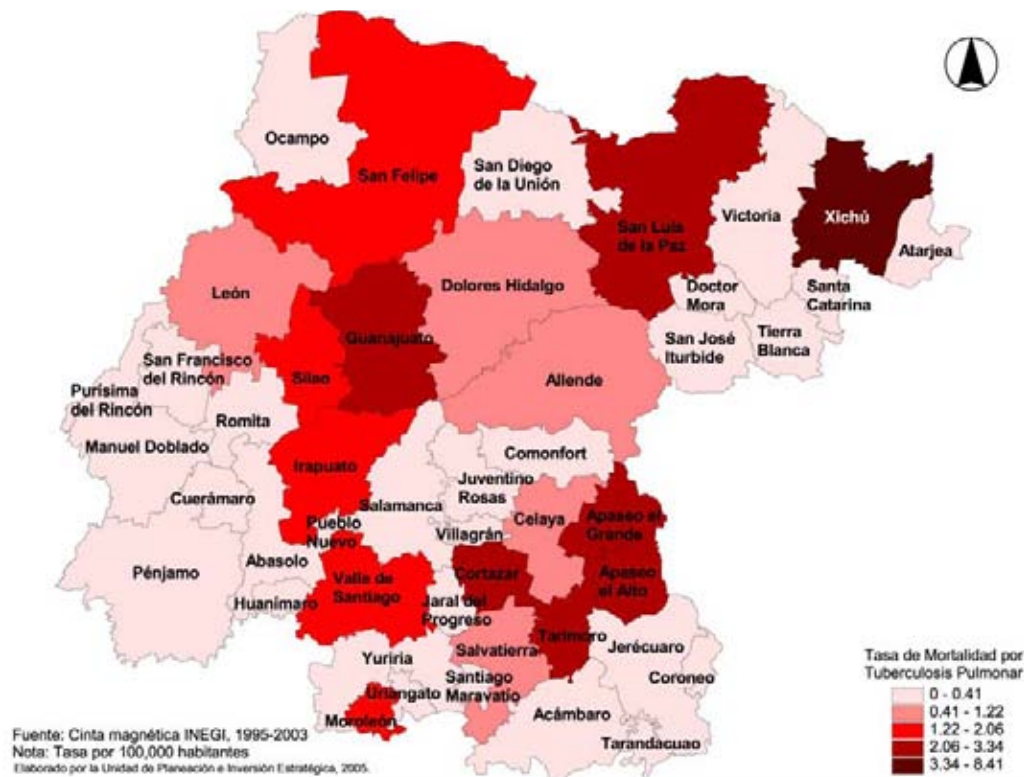 Ocampo
San Felipe
San Diego
de la Unión
San Luis
de la Paz
Victoria
Xichú
Atarjea
León
Dolores Hidalgo
Doctor
Mora
Santa
Catarina
Guanajuato
San José
Iturbide
Tierra
Blanca
San Francisco
del Rincón
Silao
Allende
Purísima
del Rincón
Romita
Manuel Doblado
Comonfort
Irapuato
Juventino
Rosas
Cuerámaro
Salamanca
Celaya
Apaseo el
Grande
Pueblo
Nuevo
Villagrán
Abasolo
Pénjamo
Cortazar
Apaseo
el Alto
Valla de
Santiago
Huanímaro
Jaral del
Progreso
Tarimoro
Jerécuaro
Salvatierra
Yuriria
Coroneo
Santiago
Maravatío
Uriangato
Moroleón
Acámbaro
Tarandacuao
Tasa de Mortalidad por
Tuberculosis Pulmonar
0 - 0.41
0.41 - 1.22
1.22 - 2.06
2.06 - 3.34
3.34 - 8.41
Fuente: Cinta magnética INEGI, 1995-2003
Nota: Tasa por 100,000 habitantes
Elaborado por la Unidad de Planeación e Inversión Estratégica, 2005.